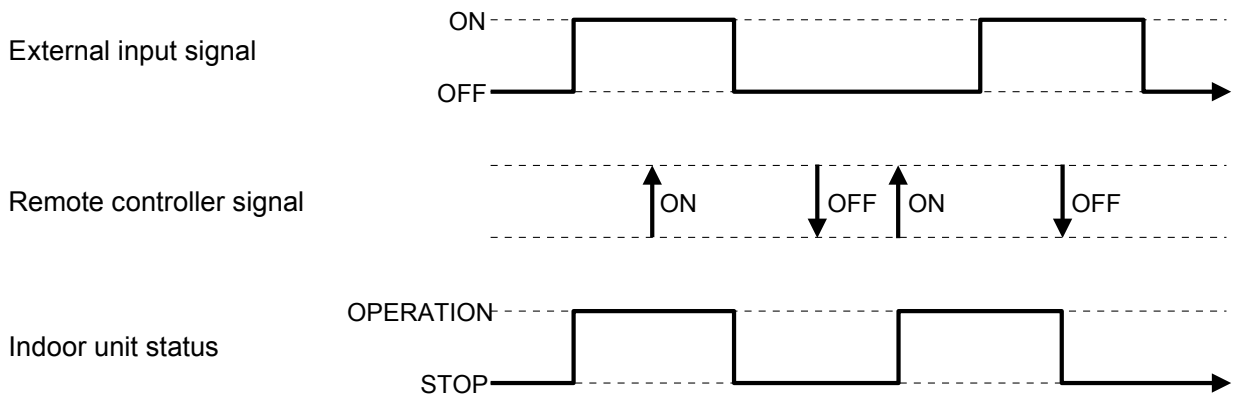 ON
External input signal
OFF
Remote controller signal
ON
OFF
ON
OFF
OPERATION
Indoor unit status
STOP